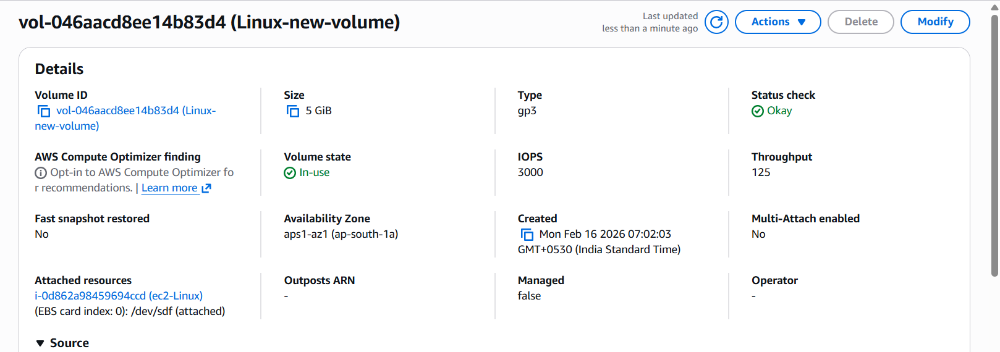 vol-046aacd8ee14b83d4 (Linux-new-volume)
Last updated
less than a minute ago
Actions
Delete
Modify
Details
Volume ID
vol-046aacd8ee14b83d4 (Linux-
new-volume)
Size
5 GiB
Type
gp3
Status check
Okay
AWS Compute Optimizer finding
Opt-in to AWS Compute Optimizer fo
r recommendations. | Learn more
Volume state
In-use
IOPS
3000
Throughput
125
Fast snapshot restored
No
Availability Zone
aps1-az1 (ap-south-1a)
Created
Mon Feb 16 2026 07:02:03
GMT+0530 (India Standard Time)
Multi-Attach enabled
No
Attached resources
i-0d862a98459694ccd (ec2-Linux)
(EBS card index: 0): /dev/sdf (attached)
Outposts ARN
-
Managed
false
Operator
-
Source